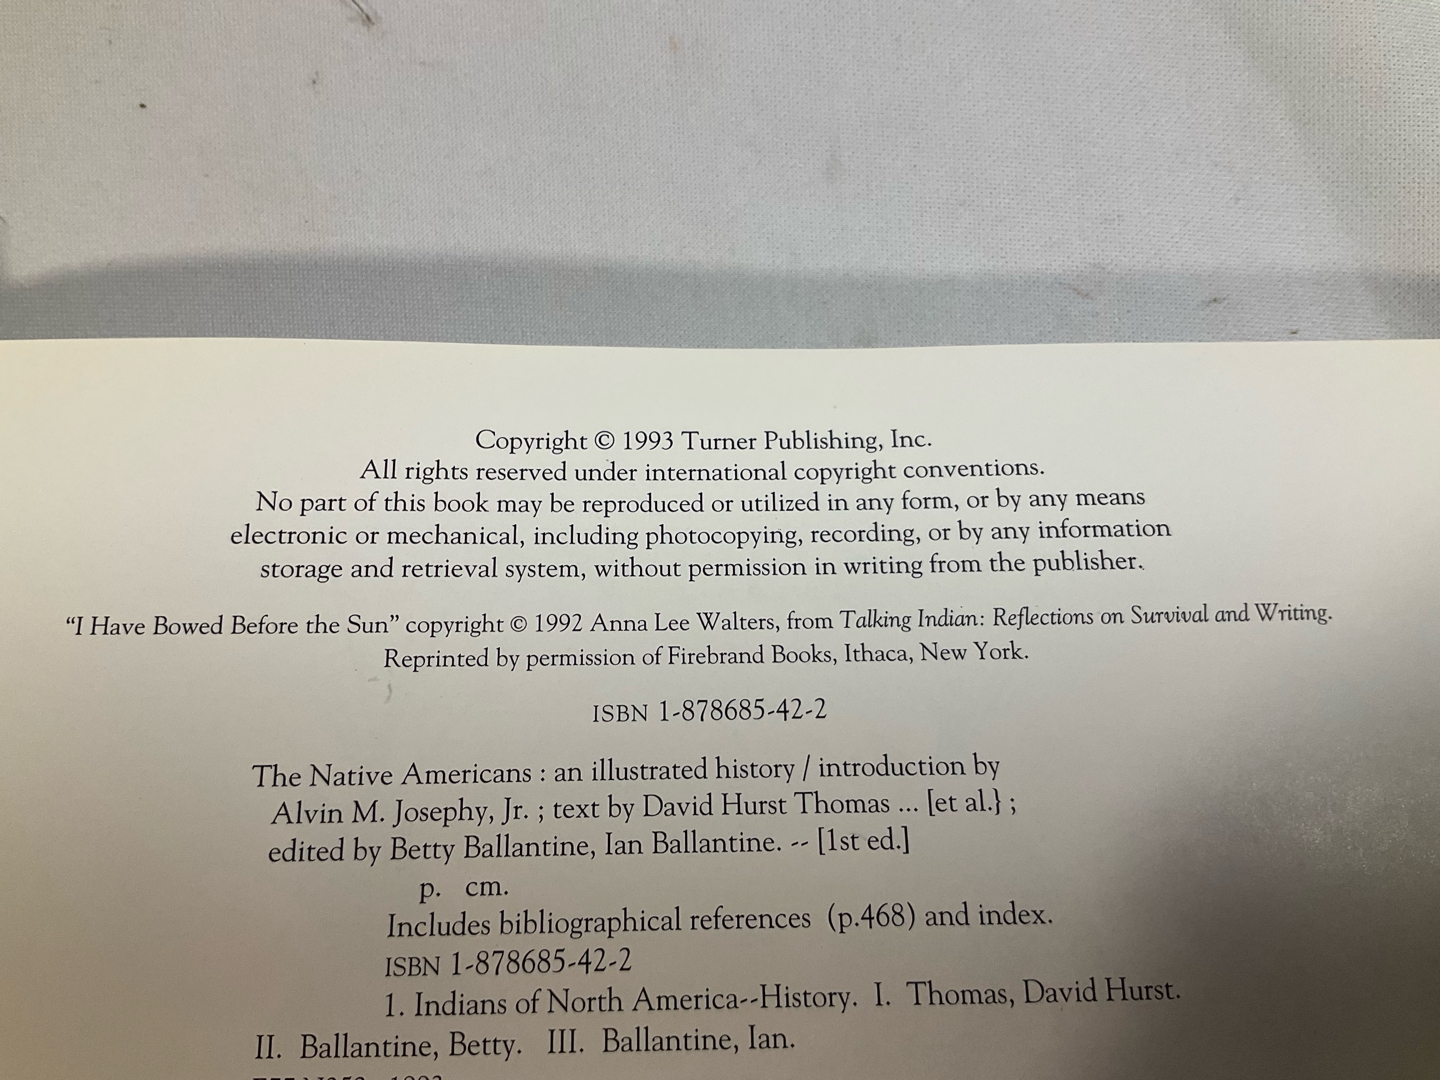 Copyright © 1993 Turner Publishing, Inc.
All rights reserved under international copyright conventions.
No part of this book may be reproduced or utilized in any form, or by any means
electronic or mechanical, including photocopying, recording, or by any information
storage and retrieval system, without permission in writing from the publisher.
“I Have Bowed Before the Sun” copyright © 1992 Anna Lee Walters, from Talking Indian: Reflections on Survival and Writing.
Reprinted by permission of Firebrand Books, Ithaca, New York.
ISBN 1-878685-42-2
The Native Americans : an illustrated history / introduction by
Alvin M. Josephy, Jr. ; text by David Hurst Thomas ... [et al.} ;
edited by Betty Ballantine, Ian Ballantine. -- [1st ed.]
p. cm.
Includes bibliographical references (p.468) and index.
ISBN 1-878685-42-2
1. Indians of North America--History. I. Thomas, David Hurst.
II. Ballantine, Betty. III. Ballantine, Ian.